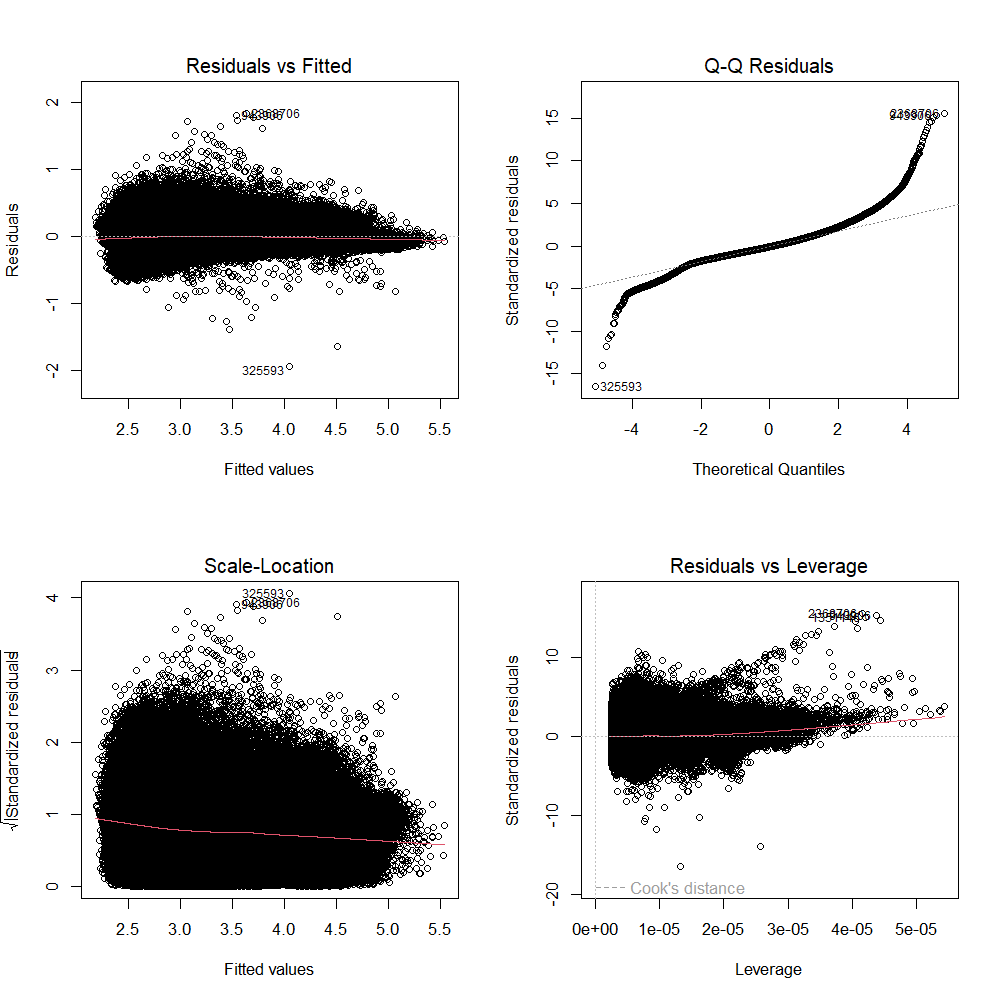 Residuals vs Fitted
Residuals
2
1
0
-1
-2
2368706
325593
2.5 3.0 3.5 4.0 4.5 5.0 5.5
Fitted values
Q-Q Residuals
Standardized residuals
15
10
5
0
-5
-10
-15
325593
-4 -2 0 2 4
Theoretical Quantiles
Scale-Location
√|Standardized residuals|
4
3
2
1
0
325593
2368706
2.5 3.0 3.5 4.0 4.5 5.0 5.5
Fitted values
Residuals vs Leverage
Standardized residuals
10
0
-10
-20
2368706
Cook's distance
0e+00 1e-05 2e-05 3e-05 4e-05 5e-05
Leverage